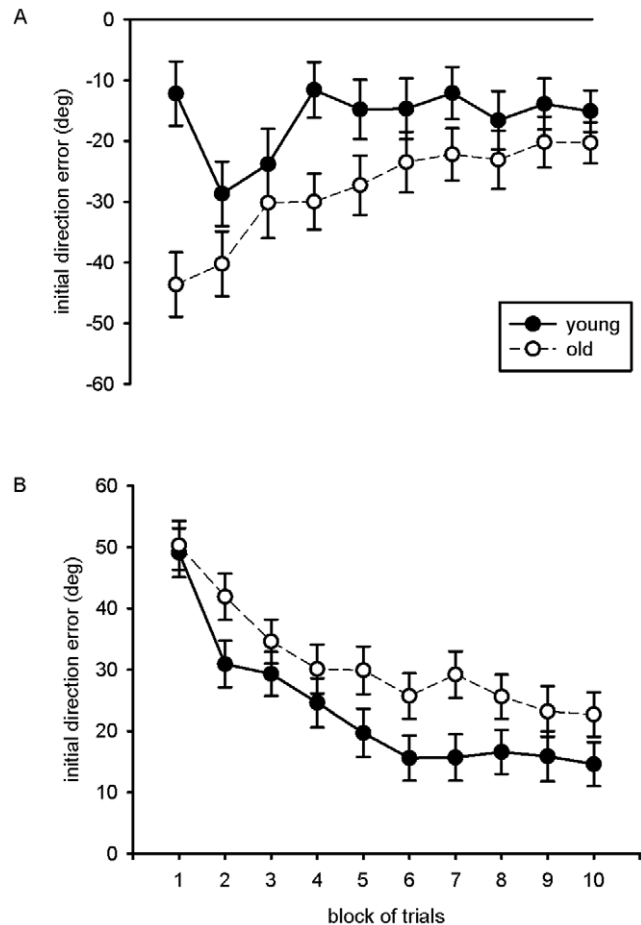 A
0
-10
-20
-30
-40
-50
-60
initial direction error (deg)
young
old
B
60
50
40
30
20
10
0
initial direction error (deg)
1 2 3 4 5 6 7 8 9 10
block of trials